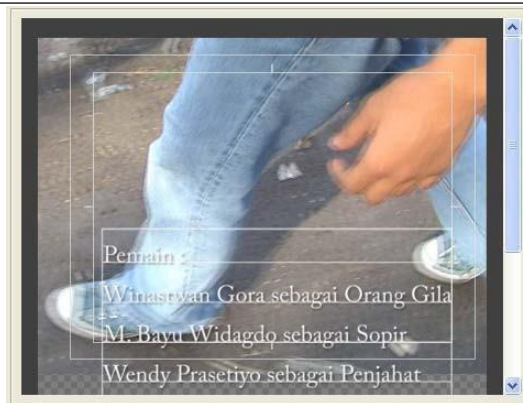 Pemain :
Winastwan Gora sebagai Orang Gila
M. Bayu Widagdo sebagai Sopir
Wendy Prasetiyo sebagai Penjahat